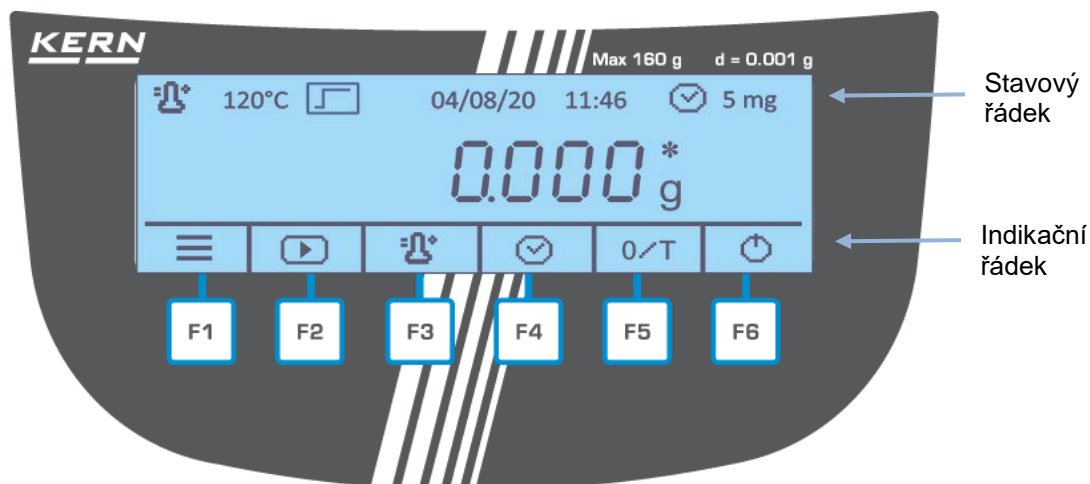 KERN
Max 160 g d = 0.001 g
120°C 04/08/20 11:46 5 mg
Stavový
řádek
0.000 * g
0/T
Indikační
řádek
F1 F2 F3 F4 F5 F6